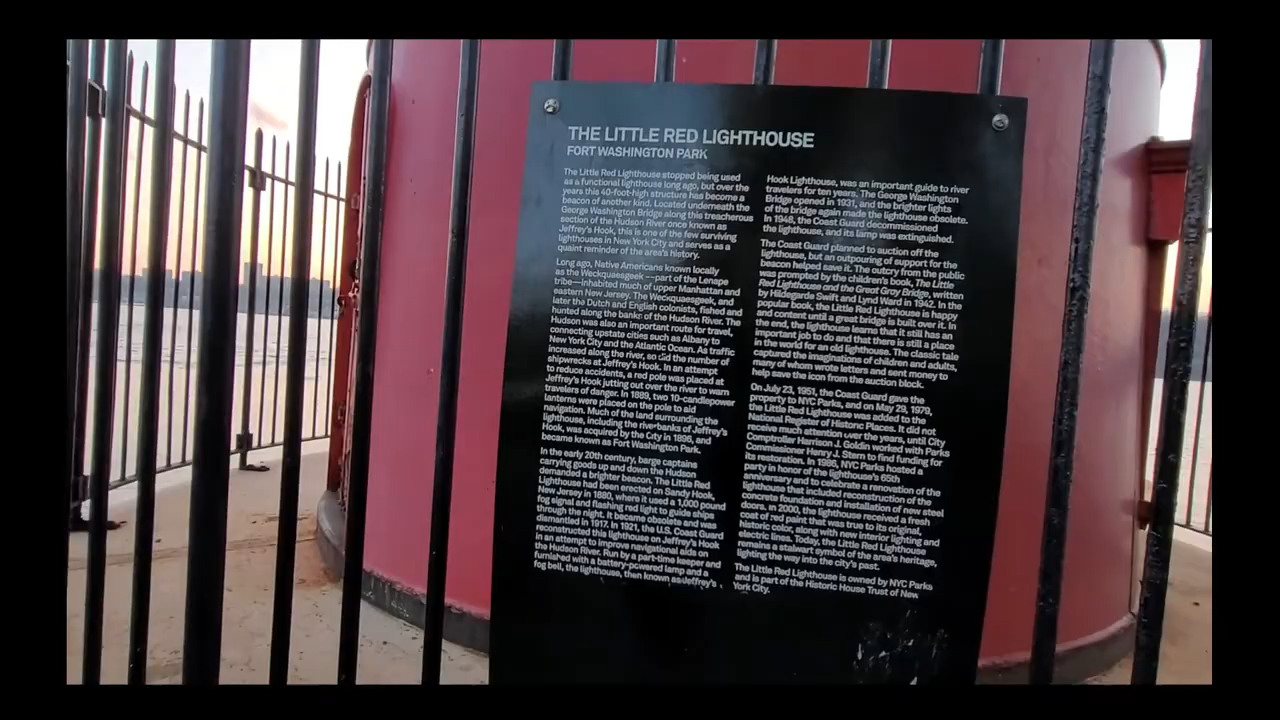 THE LITTLE RED LIGHTHOUSE
FORT WASHINGTON PARK
The Little Red Lighthouse stopped being used
as a functional lighthouse long ago, but over the
years this 40-foot-high structure has become a
beacon of another kind. Located underneath the
George Washington Bridge along this treacherous
section of the Hudson River once known as
Jeffrey's Hook, this is one of the few surviving
lighthouses in New York City and serves as a
quaint reminder of the area's history.
Long ago, Native Americans known locally
as the Weckquaesgeek —part of the Lenape
tribe—inhabited much of upper Manhattan and
eastern New Jersey. The Weckquaesgeek, and
later the Dutch and English colonists, fished and
hunted along the banks of the Hudson River. The
Hudson was also an important route for travel,
connecting upstate cities such as Albany to
New York City and the Atlantic Ocean. As traffic
increased along the river, so did the number of
shipwrecks at Jeffrey's Hook. In an attempt
to reduce accidents, a red pole was placed at
Jeffrey's Hook jutting out over the river to warn
travelers of danger. In 1889, two 10-candlepower
lanterns were placed on the pole to aid
navigation. Much of the land surrounding the
lighthouse, including the riverbanks of Jeffrey's
Hook, was acquired by the City in 1896, and
became known as Fort Washington Park.
In the early 20th century, barge captains
carrying goods up and down the Hudson
demanded a brighter beacon. The Little Red
Lighthouse had been erected on Sandy Hook,
New Jersey in 1880, where it used a 1,000 pound
fog signal and flashing red light to guide ships
through the night. It became obsolete and was
dismantled in 1917. In 1921, the U.S. Coast Guard
reconstructed this lighthouse on Jeffrey's Hook
in an attempt to improve navigational aids on
the Hudson River. Run by a part-time keeper and
furnished with a battery-powered lamp and a
fog bell, the lighthouse, then known as Jeffrey's
Hook Lighthouse, was an important guide to river
travelers for ten years. The George Washington
Bridge opened in 1931, and the brighter lights
of the bridge again made the lighthouse obsolete.
In 1948, the Coast Guard decommissioned
the lighthouse, and its lamp was extinguished.
The Coast Guard planned to auction off the
lighthouse, but an outpouring of support for the
beacon helped save it. The outcry from the public
was prompted by the children's book, The Little
Red Lighthouse and the Great Gray Bridge, written
by Hildegarde Swift and Lynd Ward in 1942. In the
popular book, the Little Red Lighthouse is happy
and content until a great bridge is built over it. In
the end, the lighthouse learns that it still has an
important job to do and that there is still a place
in the world for an old lighthouse. The classic tale
captured the imaginations of children and adults,
many of whom wrote letters and sent money to
help save the icon from the auction block.
On July 23, 1951, the Coast Guard gave the
property to NYC Parks, and on May 29, 1979,
the Little Red Lighthouse was added to the
National Register of Historic Places. It did not
receive much attention over the years, until City
Comptroller Harrison J. Goldin worked with Parks
Commissioner Henry J. Stern to find funding for
its restoration. In 1986, NYC Parks hosted a
party in honor of the lighthouse's 65th
anniversary and to celebrate a renovation of the
lighthouse that included reconstruction of the
concrete foundation and installation of new steel
doors. In 2000, the lighthouse received a fresh
coat of red paint that was true to its original,
historic color, along with new interior lighting and
electric lines. Today, the Little Red Lighthouse
remains a stalwart symbol of the area's heritage,
lighting the way into the city's past.
The Little Red Lighthouse is owned by NYC Parks
and is part of the Historic House Trust of New
York City.